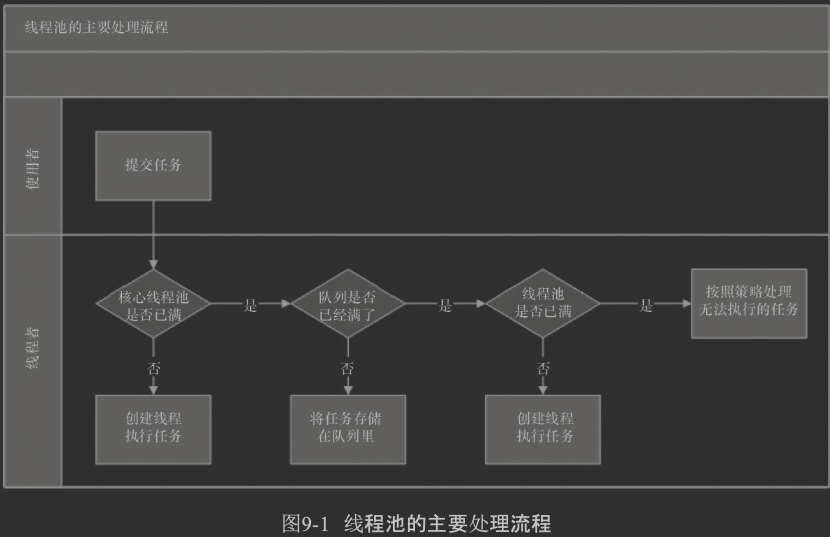 线程池的主要处理流程
使用者
提交任务
线程者
核心线程池
是否已满
是
队列是否
已经满了
是
线程池
是否已满
是
按照策略处理
无法执行的任务
否
否
否
创建线程
执行任务
将任务存储
在队列里
创建线程
执行任务
图9-1 线程池的主要处理流程